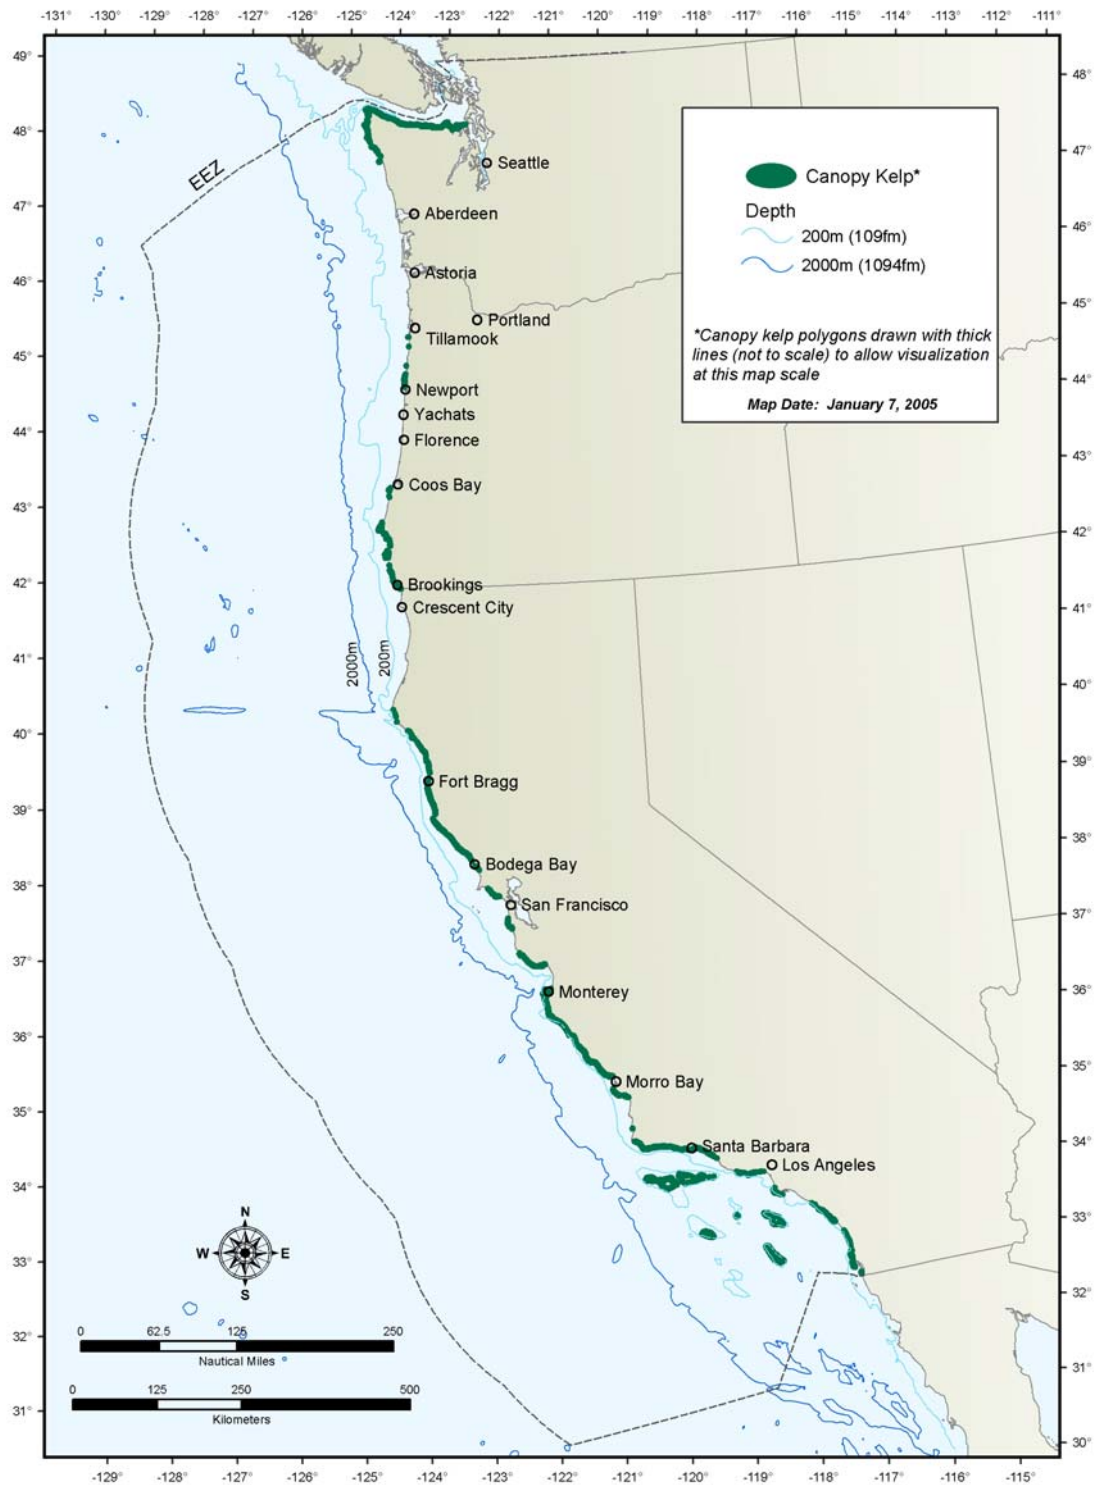 -131° -130° -129° -128° -127° -126° -125° -124° -123° -122° -121° -120° -119° -118° -117° -116° -115° -114° -113° -112° -111°
49°
48°
47°
46°
45°
44°
43°
42°
41°
40°
39°
38°
37°
36°
35°
34°
33°
32°
31°
EEZ
Seattle
Aberdeen
Astoria
Portland
Tillamook
Newport
Yachats
Florence
Coos Bay
Brookings
Crescent City
2000m
200m
Fort Bragg
Bodega Bay
San Francisco
Monterey
Morro Bay
Santa Barbara
Los Angeles
Canopy Kelp*
Depth
200m (109fm)
2000m (1094fm)
*Canopy kelp polygons drawn with thick
lines (not to scale) to allow visualization
at this map scale
Map Date: January 7, 2005
48°
47°
46°
45°
44°
43°
42°
41°
40°
39°
38°
37°
36°
35°
34°
33°
32°
31°
30°
N
W E
S
0 62.5 125 250
Nautical Miles
0 125 250 500
Kilometers
-129° -128° -127° -126° -125° -124° -123° -122° -121° -120° -119° -118° -117° -116° -115°